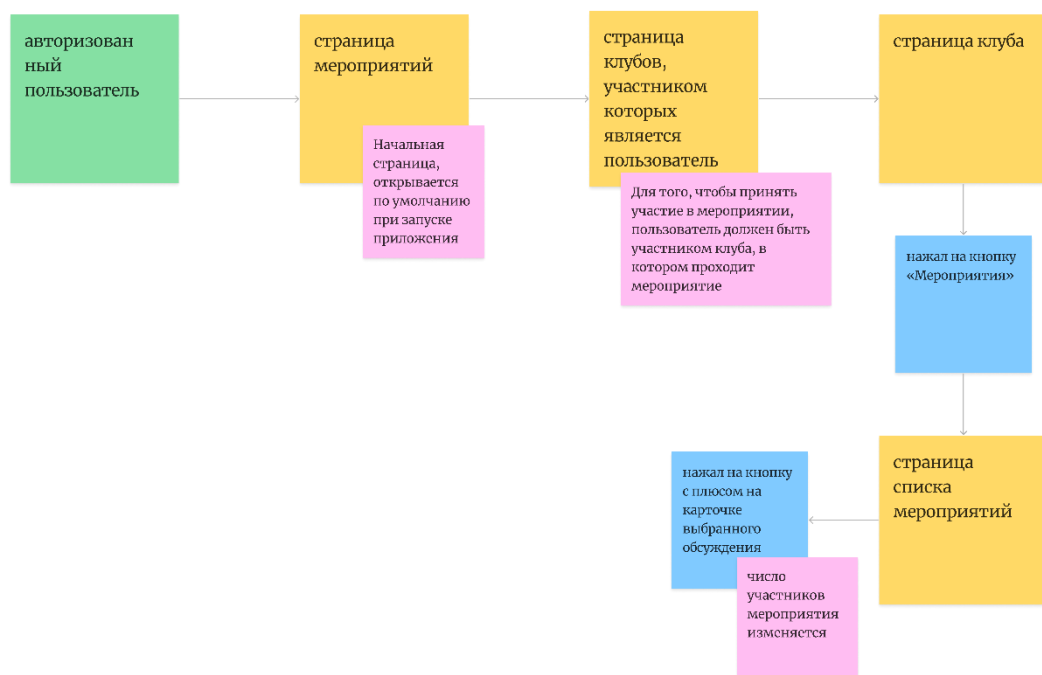 авторизован
ный
пользователь
страница
мероприятий
Начальная
страница,
открывается
по умолчанию
при запуске
приложения
страница
клубов,
участником
которых
является
пользователь
Для того, чтобы принять
участие в мероприятии,
пользователь должен быть
участником клуба, в
котором проходит
мероприятие
страница клуба
нажал на кнопку
«Мероприятия»
страница
списка
мероприятий
нажал на кнопку
с плюсом на
карточке
выбранного
обсуждения
число
участников
мероприятия
изменяется